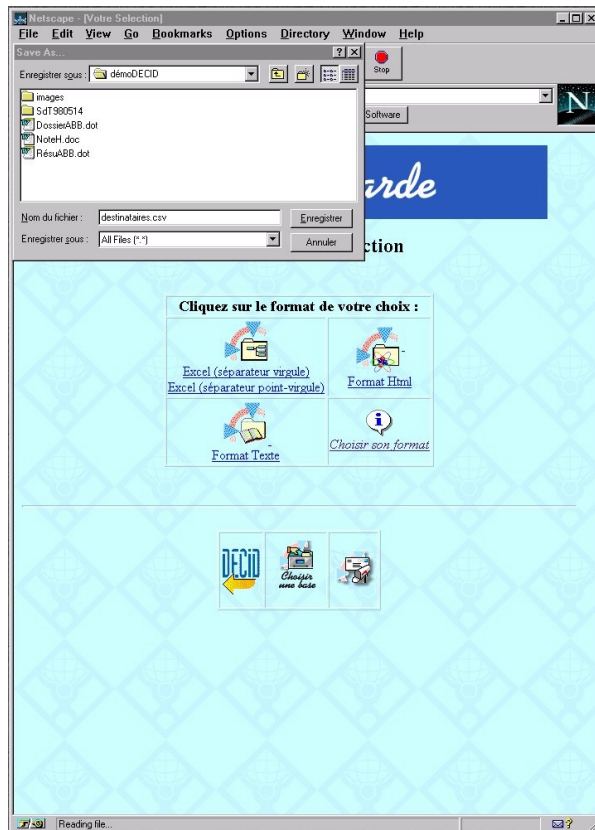 Netscape - [Votre Selection]
File Edit View Go Bookmarks Options Directory Window Help
Save As...
Enregistrer sous : démoDECID
Stop
images
SdT980514
DossierABB.dot
NoteH.doc
RésuABB.dot
N
Software
arde
Nom du fichier : destinataires.csv Enregistrer
Enregistrer sous : All Files (*.*) Annuler
ction
Cliquez sur le format de votre choix :
Excel (séparateur virgule)
Excel (séparateur point-virgule)
Format Html
Format Texte
Choisir son format
DECID
Choisir
une base
Reading file...